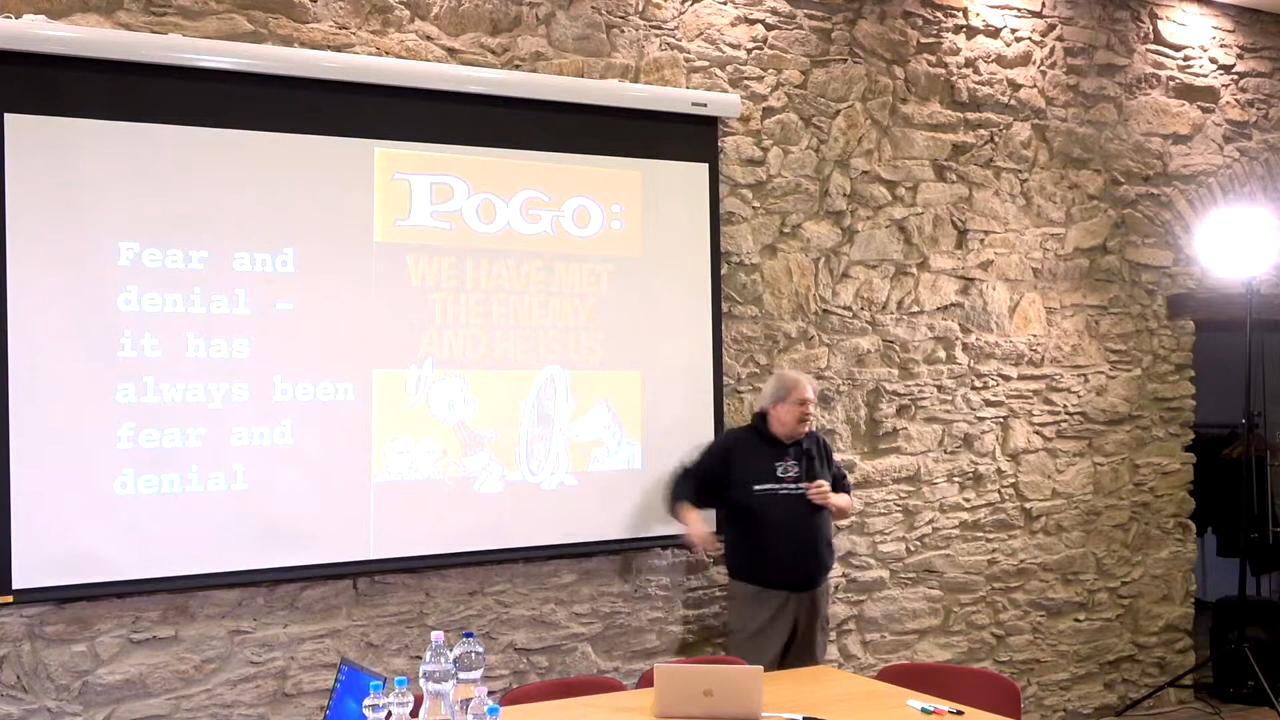 Fear and
denial -
it has
always been
fear and
denial
POGO:
WE HAVE MET
THE ENEMY
AND HE IS US